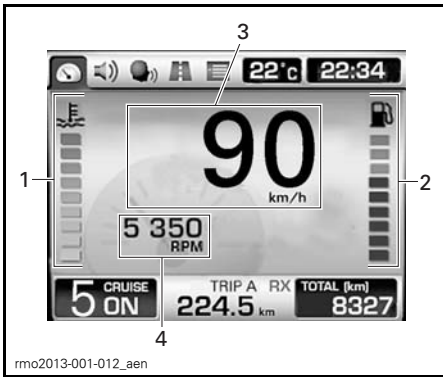 3
22°C 22:34
1
90
km/h
2
5 350
RPM
5 CRUISE ON
TRIP A RX
224.5 km
TOTAL (km)
8327
4
rmo2013-001-012_aen